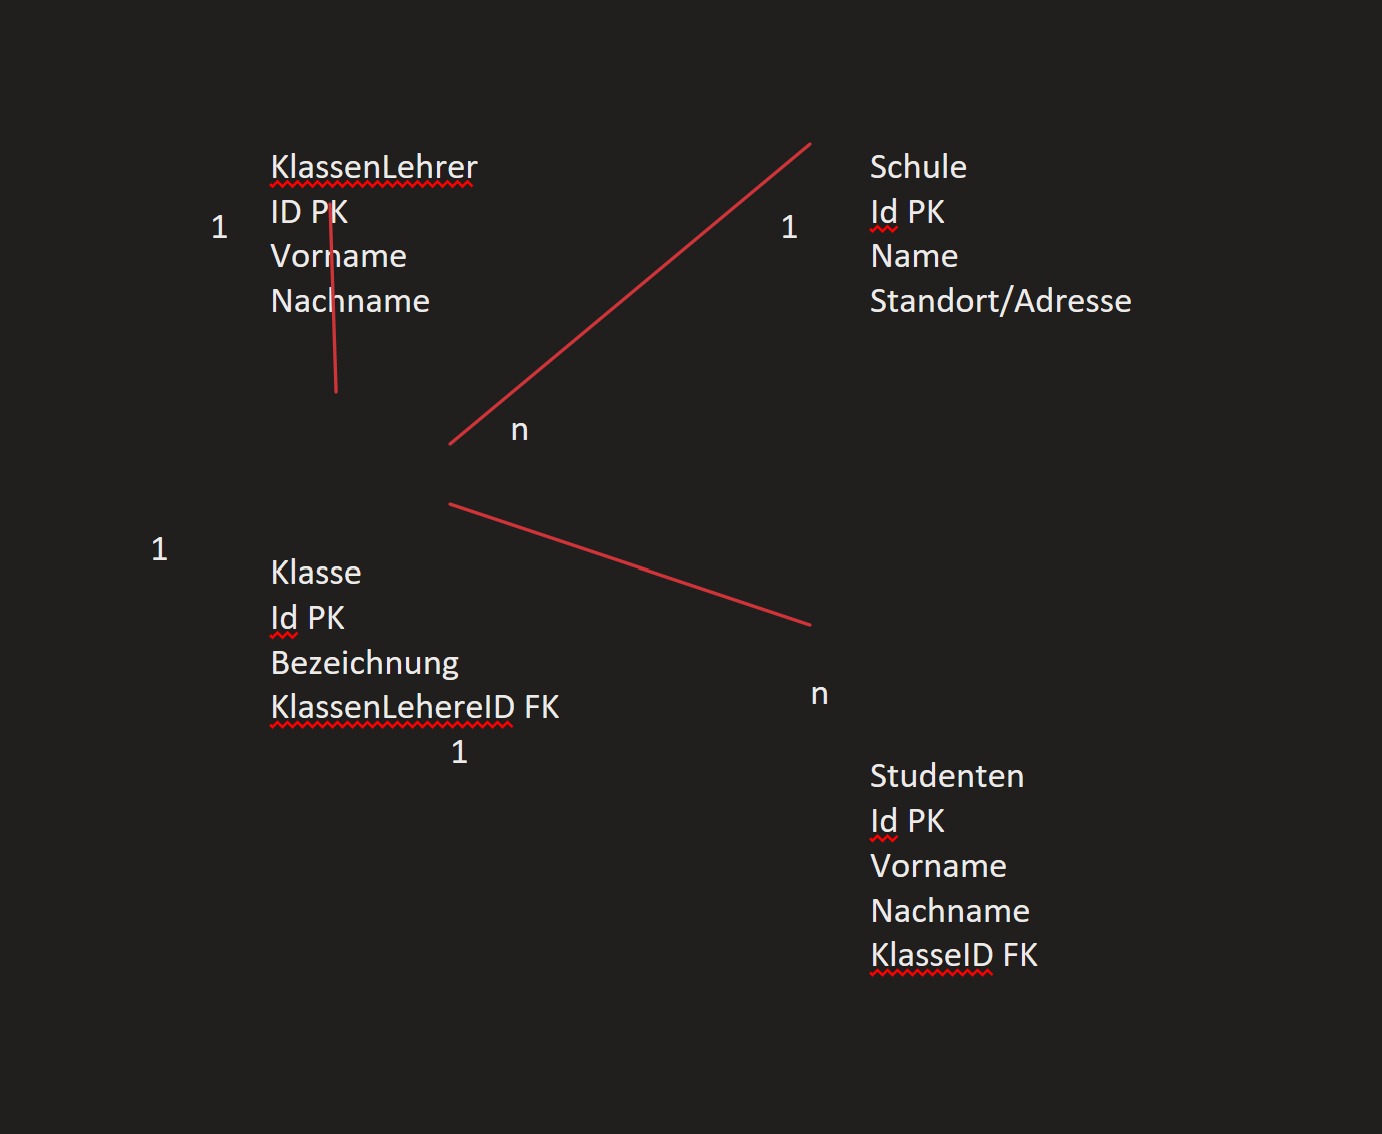 KlassenLehrer
ID PK
Vorname
Nachname
1
Schule
Id PK
Name
Standort/Adresse
1
n
1
Klasse
Id PK
Bezeichnung
KlassenLehereID FK
1
n
Studenten
Id PK
Vorname
Nachname
KlasseID FK